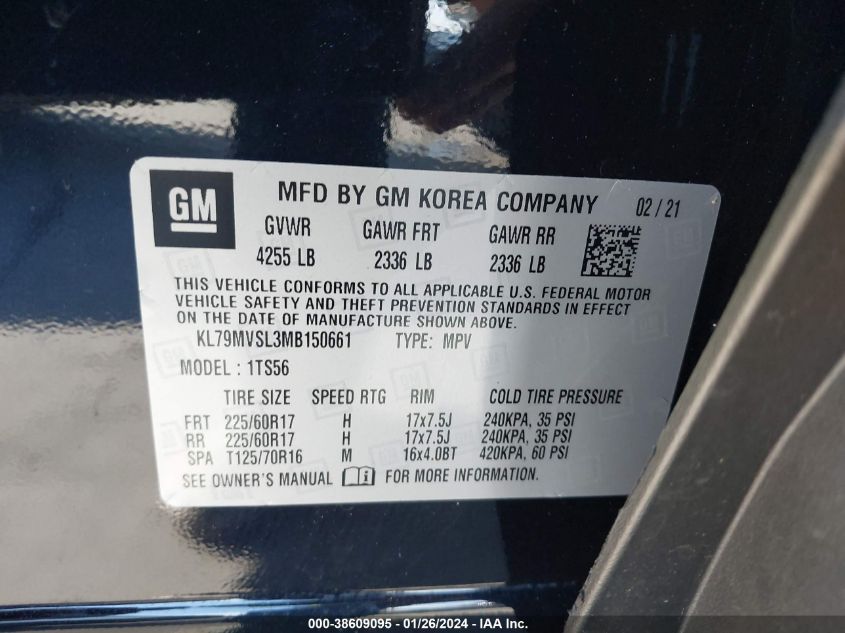 GM
MFD BY GM KOREA COMPANY 02 / 21
GVWR GAWR FRT GAWR RR
4255 LB 2336 LB 2336 LB
THIS VEHICLE CONFORMS TO ALL APPLICABLE U.S. FEDERAL MOTOR
VEHICLE SAFETY AND THEFT PREVENTION STANDARDS IN EFFECT
ON THE DATE OF MANUFACTURE SHOWN ABOVE.
KL79MVSL3MB150661 TYPE: MPV
MODEL : 1TS56
TIRE SIZE SPEED RTG RIM COLD TIRE PRESSURE
FRT 225/60R17 H 17x7.5J 240KPA, 35 PSI
RR 225/60R17 H 17x7.5J 240KPA, 35 PSI
SPA T125/70R16 M 16x4.0BT 420KPA, 60 PSI
SEE OWNER'S MANUAL FOR MORE INFORMATION.
000-38609095 - 01/26/2024 - IAA Inc.